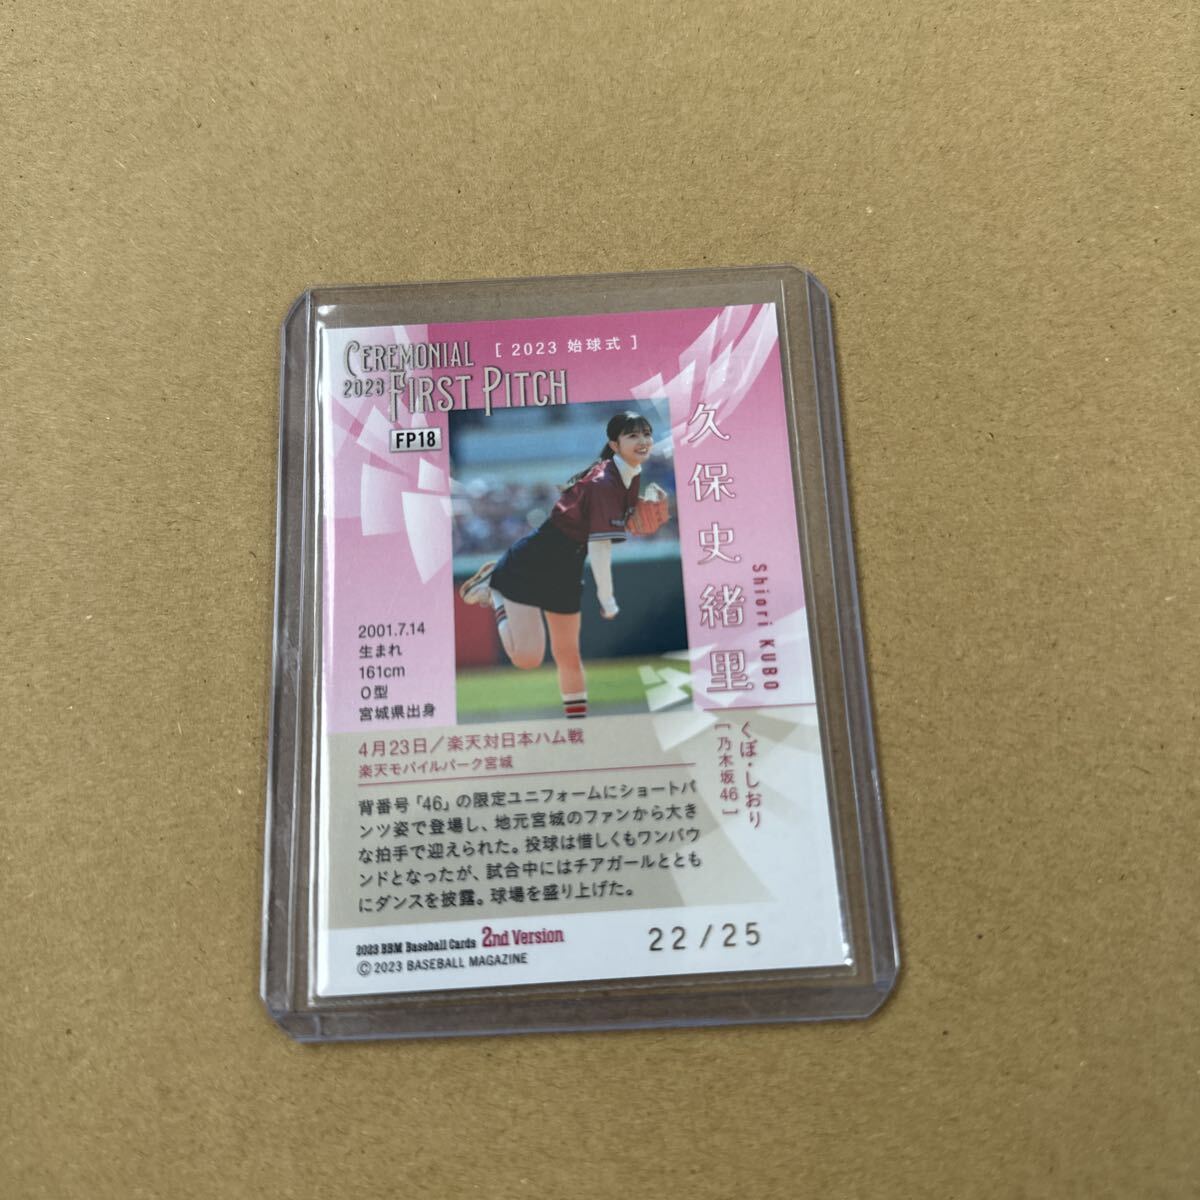 CEREMONIAL
2023 FIRST PITCH
[ 2023 始球式 ]
FP18
久保史緒里
Shiori KUBO
くぼ・しおり
[ 乃木坂46 ]
2001.7.14
生まれ
161cm
O型
宮城県出身
4月23日／楽天対日本ハム戦
楽天モバイルパーク宮城
背番号「46」の限定ユニフォームにショートパ
ンツ姿で登場し、地元宮城のファンから大き
な拍手で迎えられた。投球は惜しくもワンバウ
ンドとなったが、試合中にはチアガールととも
にダンスを披露。球場を盛り上げた。
2023 BBM Baseball Cards 2nd Version
©2023 BASEBALL MAGAZINE
22/25